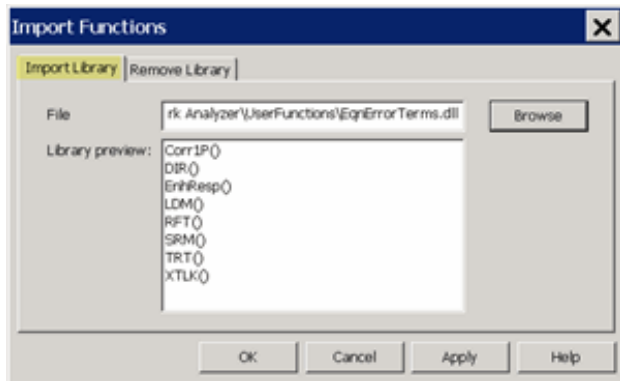 Import Functions
Import Library
Remove Library
File
rk Analyzer\UserFunctions\EqnErrorTerms.dll
Browse
Library preview:
Corr1P()
DIR()
EnhResp()
LDM()
RFT()
SRM()
TRT()
XTLK()
OK
Cancel
Apply
Help